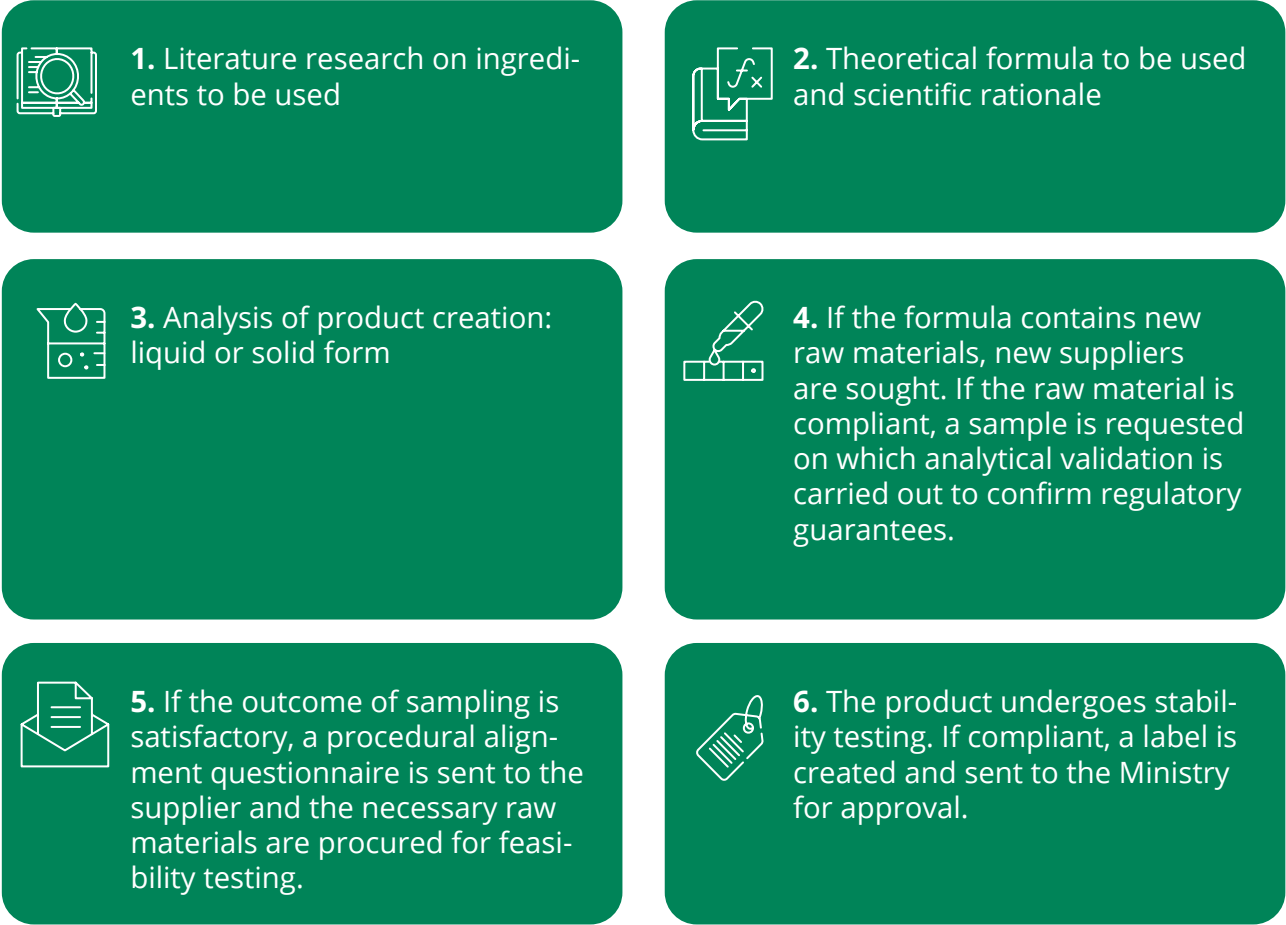 1. Literature research on ingredi-
ents to be used
2. Theoretical formula to be used
and scientific rationale
3. Analysis of product creation:
liquid or solid form
4. If the formula contains new
raw materials, new suppliers
are sought. If the raw material is
compliant, a sample is requested
on which analytical validation is
carried out to confirm regulatory
guarantees.
5. If the outcome of sampling is
satisfactory, a procedural align-
ment questionnaire is sent to the
supplier and the necessary raw
materials are procured for feasi-
bility testing.
6. The product undergoes stabil-
ity testing. If compliant, a label is
created and sent to the Ministry
for approval.